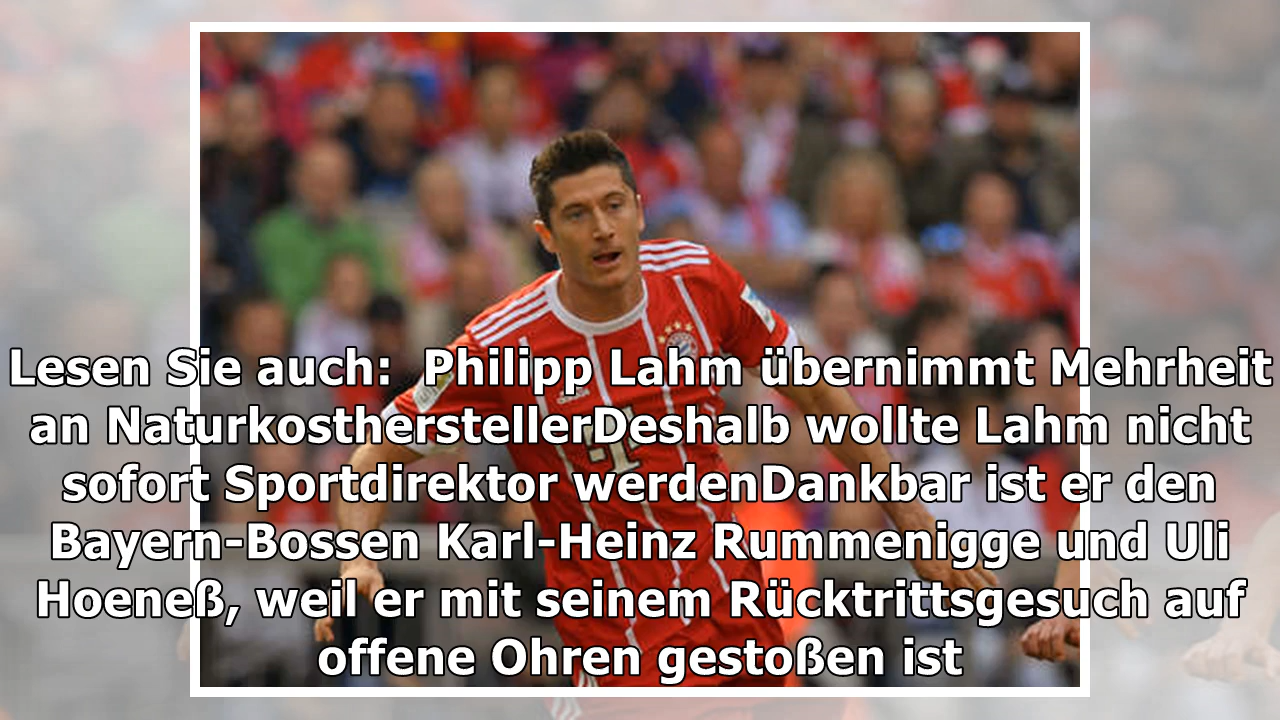 Lesen Sie auch:  Philipp Lahm übernimmt Mehrheit
an NaturkostherstellerDeshalb wollte Lahm nicht
sofort Sportdirektor werdenDankbar ist er den
Bayern-Bossen Karl-Heinz Rummenigge und Uli
Hoeneß, weil er mit seinem Rücktrittsgesuch auf
offene Ohren gestoßen ist